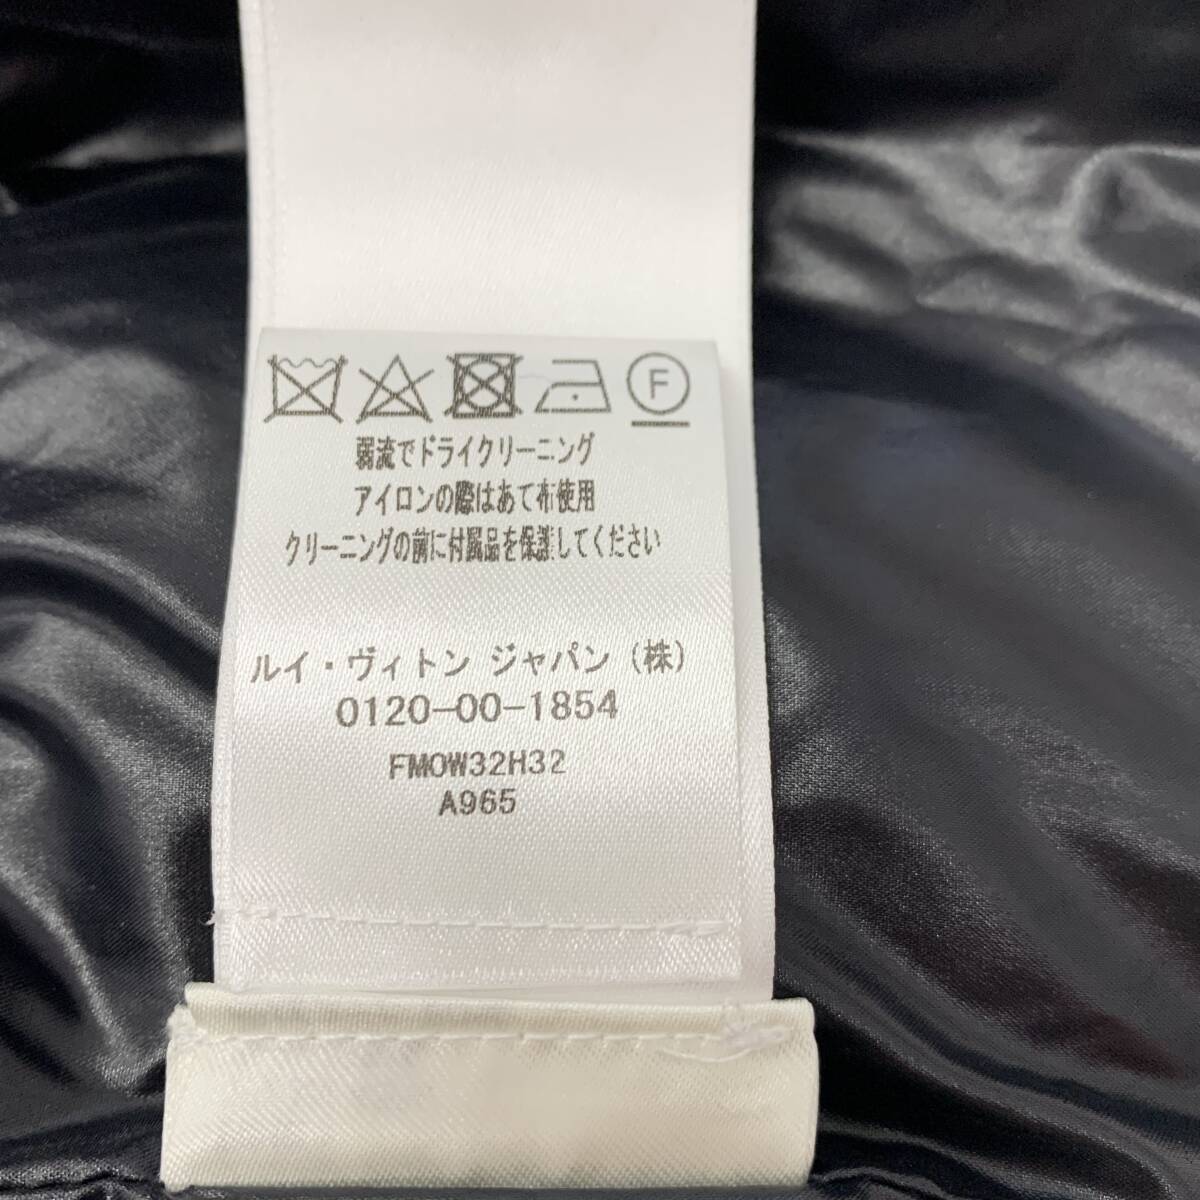 F
弱流でドライクリーニング
アイロンの際はあて布使用
クリーニングの前に付属品を保護してください
ルイ・ヴィトン ジャパン (株)
0120-00-1854
FMOW32H32
A965